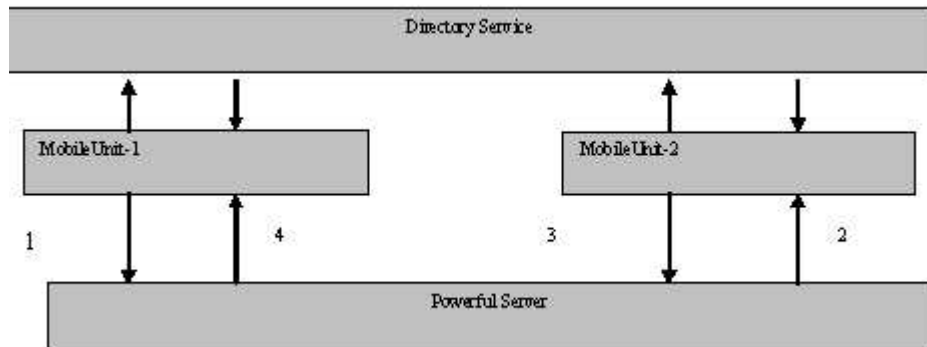 Directory Service
MobileUnit-1
MobileUnit-2
1
4
3
2
Powerful Server